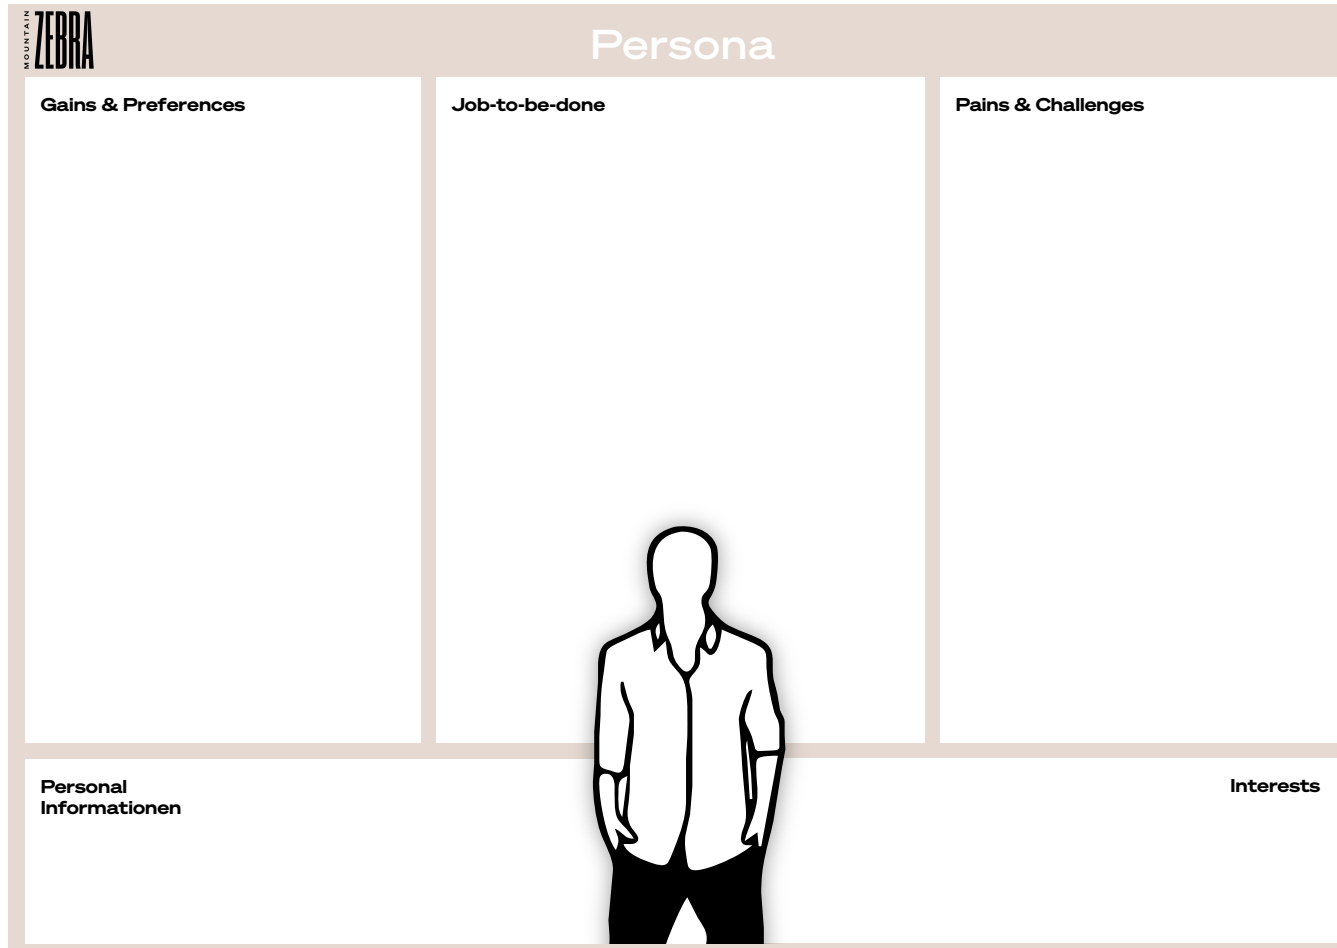 MOUNTAIN
ZEBRA
Persona
Gains & Preferences
Job-to-be-done
Pains & Challenges
Personal
Informationen
Interests